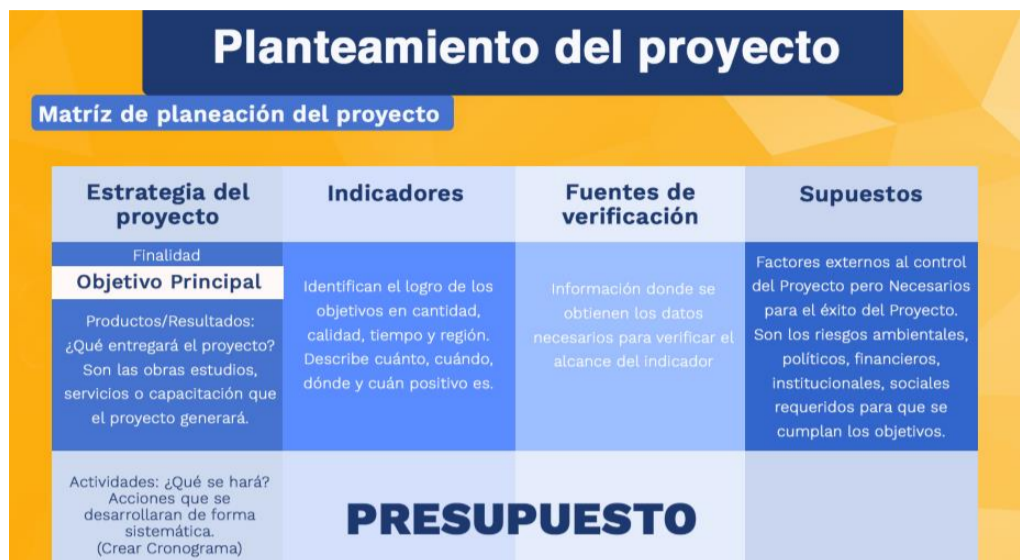 Planteamiento del proyecto
Matríz de planeación del proyecto
Estrategia del
proyecto
Indicadores
Fuentes de
verificación
Supuestos
Finalidad
Objetivo Principal
Productos/Resultados:
¿Qué entregará el proyecto?
Son las obras estudios,
servicios o capacitación que
el proyecto generará.
Identifican el logro de los
objetivos en cantidad,
calidad, tiempo y región.
Describe cuánto, cuándo,
dónde y cuán positivo es.
Información donde se
obtienen los datos
necesarios para verificar el
alcance del indicador
Factores externos al control
del Proyecto pero Necesarios
para el éxito del Proyecto.
Son los riesgos ambientales,
políticos, financieros,
institucionales, sociales
requeridos para que se
cumplan los objetivos.
Actividades: ¿Qué se hará?
Acciones que se
desarrollaran de forma
sistemática.
(Crear Cronograma)
PRESUPUESTO